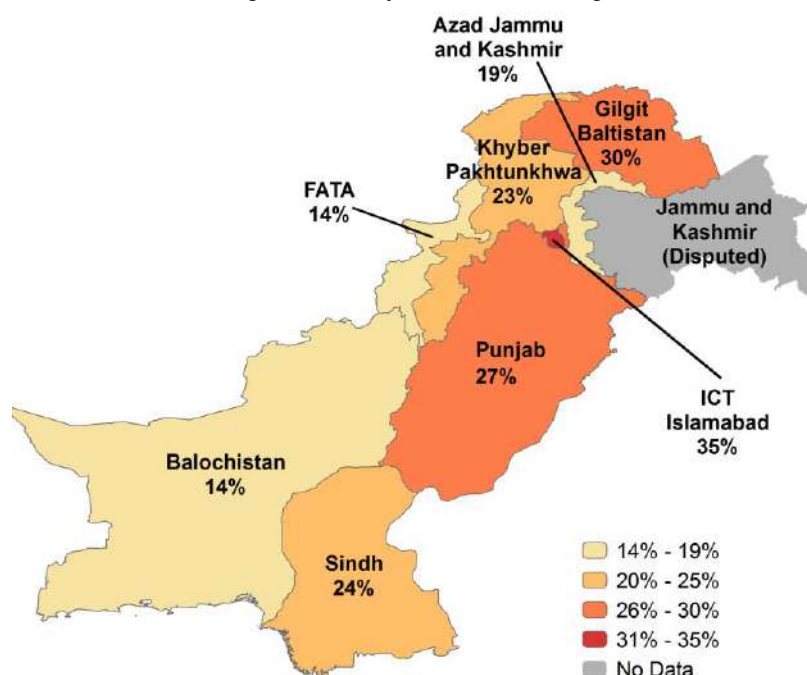 Azad Jammu
and Kashmir
19%
Gilgit
Baltistan
30%
Khyber
Pakhtunkhwa
23%
FATA
14%
Jammu and
Kashmir
(Disputed)
Punjab
27%
ICT
Islamabad
35%
Balochistan
14%
Sindh
24%
14% - 19%
20% - 25%
26% - 30%
31% - 35%
No Data